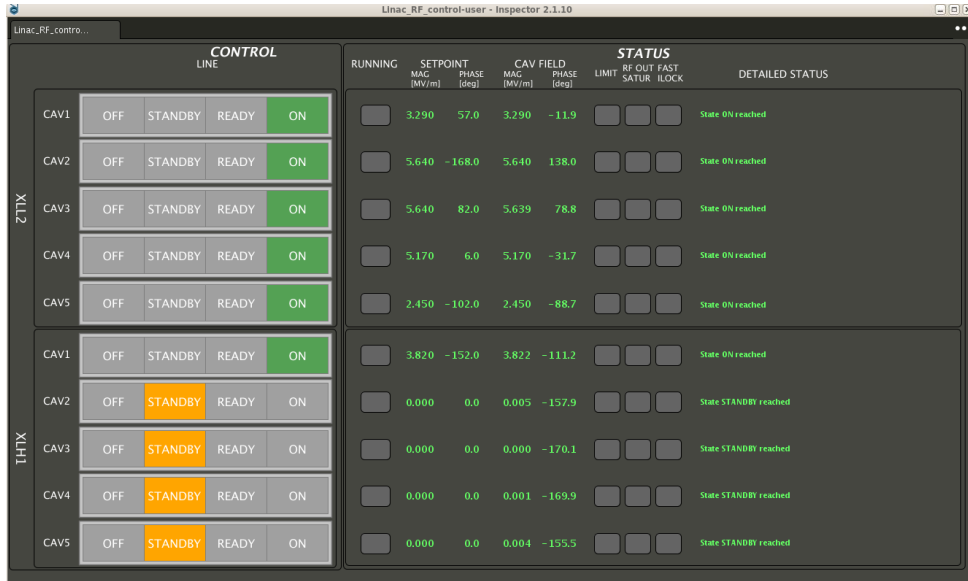 Linac_RF_control-user - Inspector 2.1.10
Linac_RF_contro...
CONTROL
LINE
STATUS
RUNNING SETPOINT CAV FIELD LIMIT RF OUT SATUR FAST ILOCK DETAILED STATUS
MAG [MV/m] PHASE [deg] MAG [MV/m] PHASE [deg]
XLL2
CAV1 OFF STANDBY READY ON 3.290 57.0 3.290 -11.9 State ON reached
CAV2 OFF STANDBY READY ON 5.640 -168.0 5.640 138.0 State ON reached
CAV3 OFF STANDBY READY ON 5.640 82.0 5.639 78.8 State ON reached
CAV4 OFF STANDBY READY ON 5.170 6.0 5.170 -31.7 State ON reached
CAV5 OFF STANDBY READY ON 2.450 -102.0 2.450 -88.7 State ON reached
XLH1
CAV1 OFF STANDBY READY ON 3.820 -152.0 3.822 -111.2 State ON reached
CAV2 OFF STANDBY READY ON 0.000 0.0 0.005 -157.9 State STANDBY reached
CAV3 OFF STANDBY READY ON 0.000 0.0 0.000 -170.1 State STANDBY reached
CAV4 OFF STANDBY READY ON 0.000 0.0 0.001 -169.9 State STANDBY reached
CAV5 OFF STANDBY READY ON 0.000 0.0 0.004 -155.5 State STANDBY reached